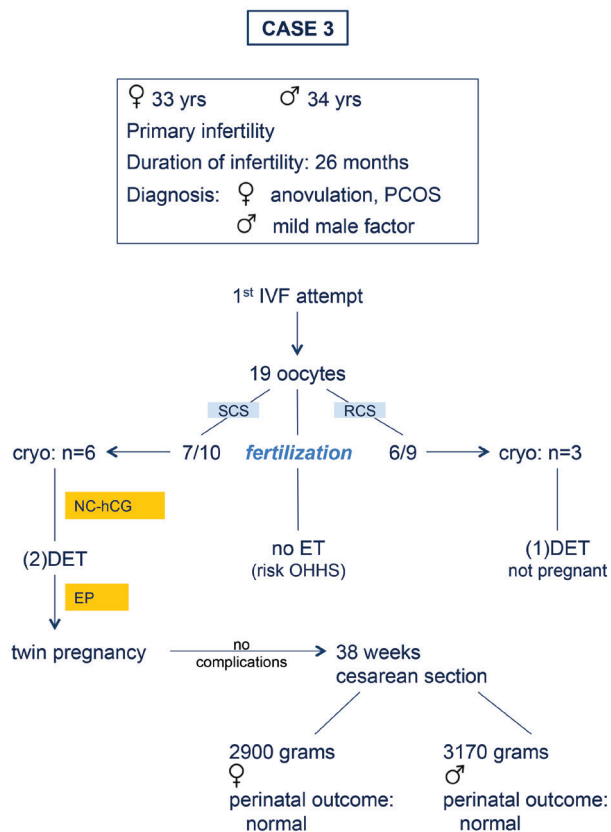 CASE 3
♀ 33 yrs ♂ 34 yrs
Primary infertility
Duration of infertility: 26 months
Diagnosis: ♀ anovulation, PCOS
♂ mild male factor
1st IVF attempt
19 oocytes
SCS RCS
cryo: n=6 7/10 fertilization 6/9 cryo: n=3
NC-hCG
no ET
(risk OHHS)
(2)DET
(1)DET
not pregnant
EP
twin pregnancy
no
complications
38 weeks
cesarean section
2900 grams
♀
perinatal outcome:
normal
3170 grams
♂
perinatal outcome:
normal